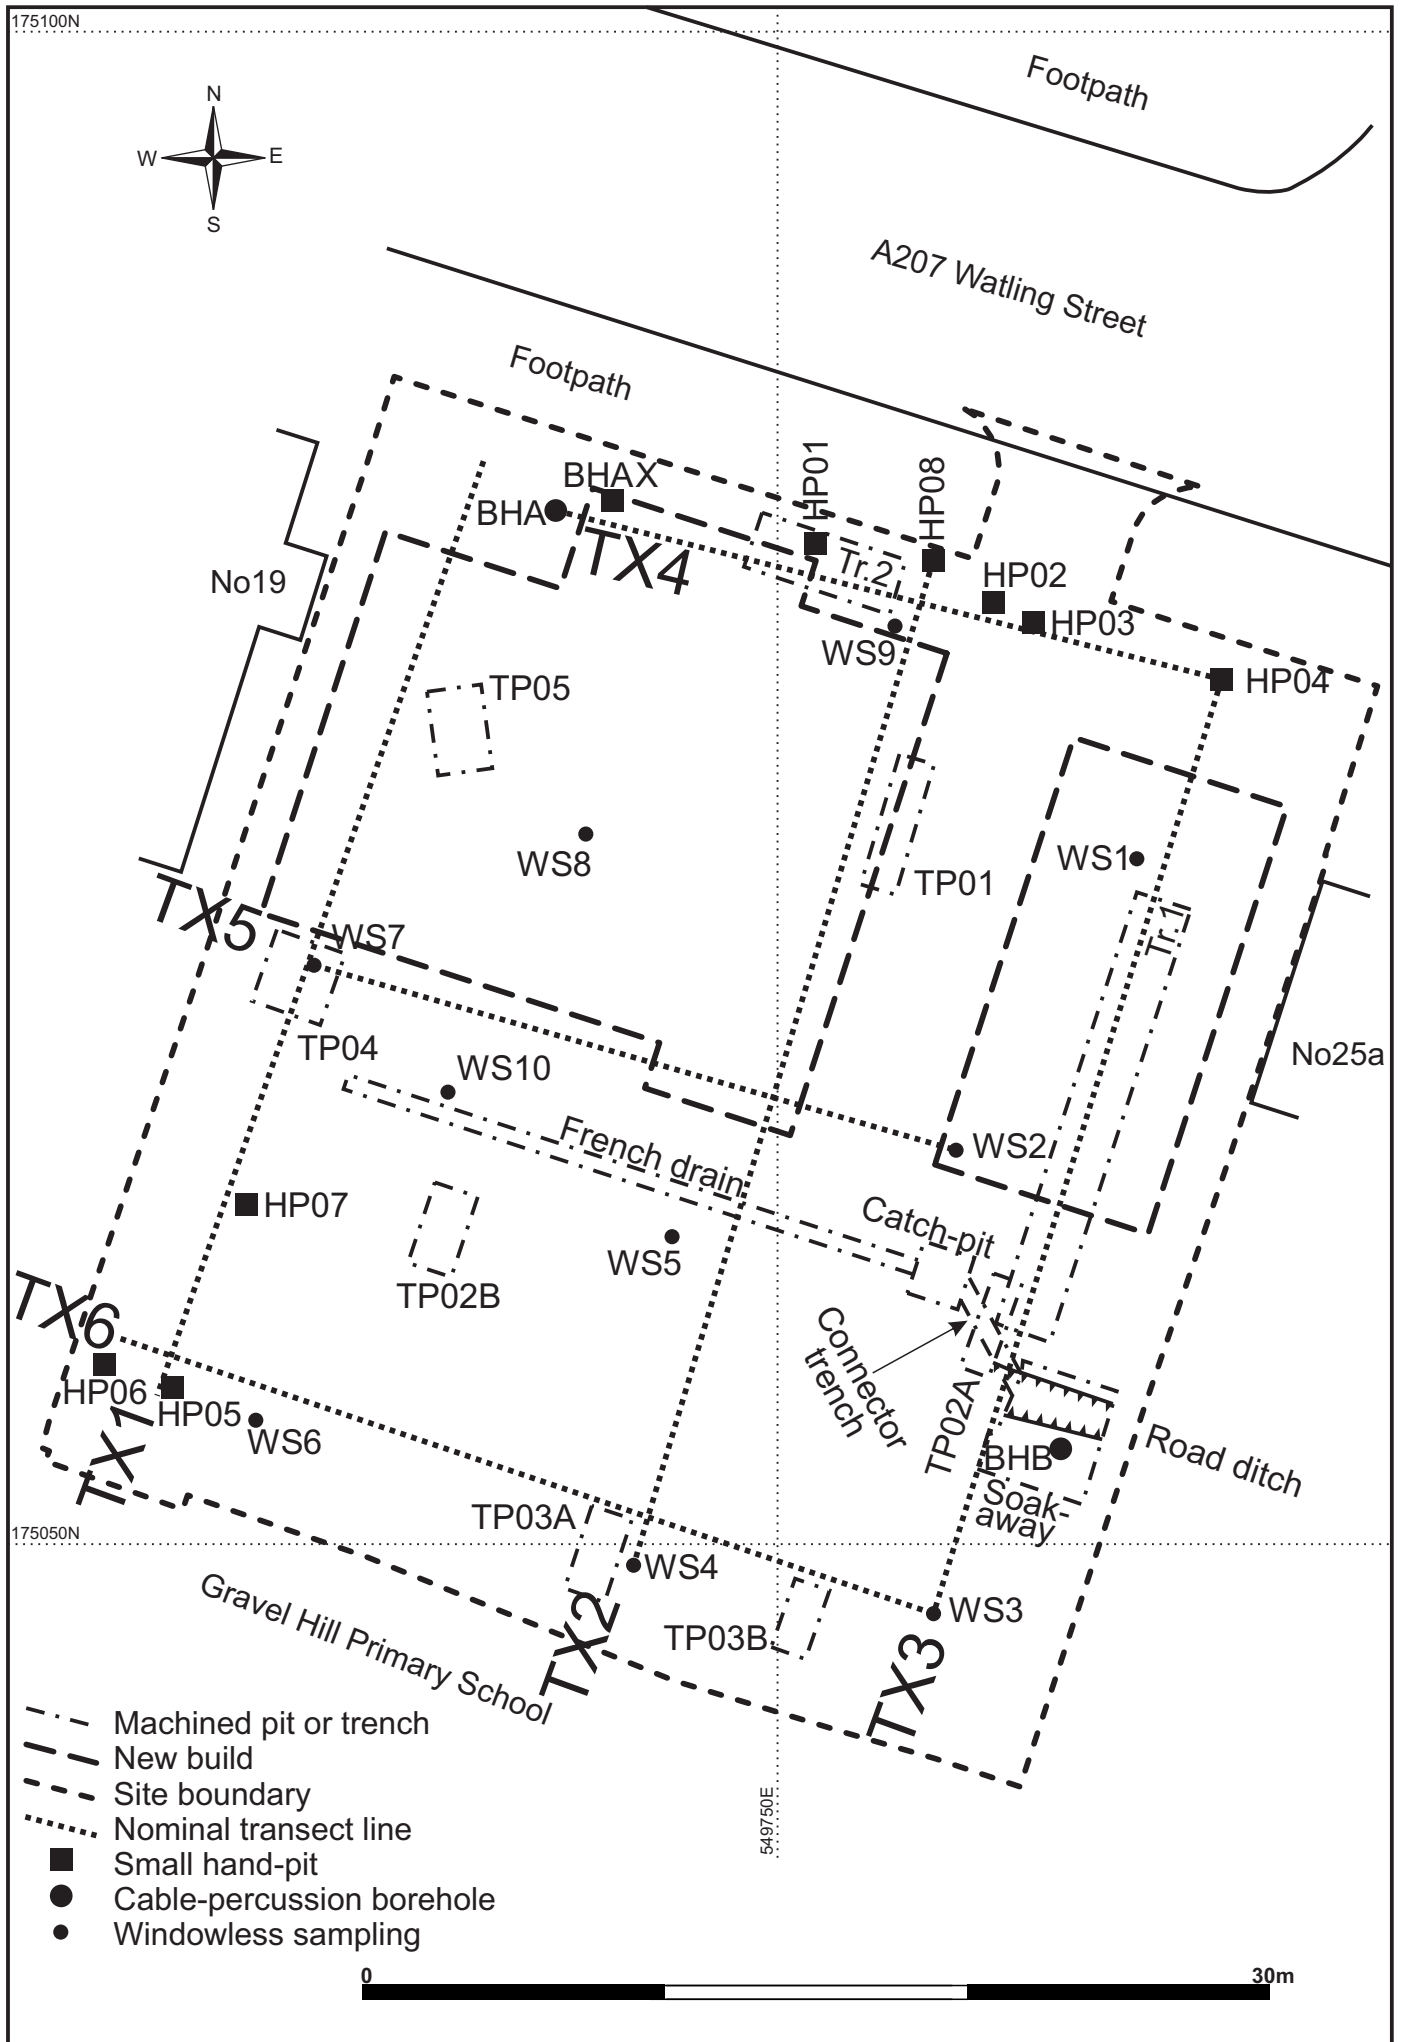 175100N
Footpath
N
W
E
S
A207 Watling Street
Footpath
BHAX
HP01
HP08
BHA
TX4
Tr.2
HP02
No19
HP03
WS9
TP05
HP04
WS8
WS1
TP01
TX5
WS7
Tr.1
TP04
No25a
WS10
French drain
WS2
HP07
Catch-pit
WS5
TP02B
TX6
Connector
trench
HP06
HP05
TX1
WS6
TP02A
Road ditch
BHB
Soak-
away
TP03A
175050N
WS4
Gravel Hill Primary School
TX2
WS3
TP03B
TX3
Machined pit or trench
New build
Site boundary
549750E
Nominal transect line
Small hand-pit
Cable-percussion borehole
Windowless sampling
0
30m